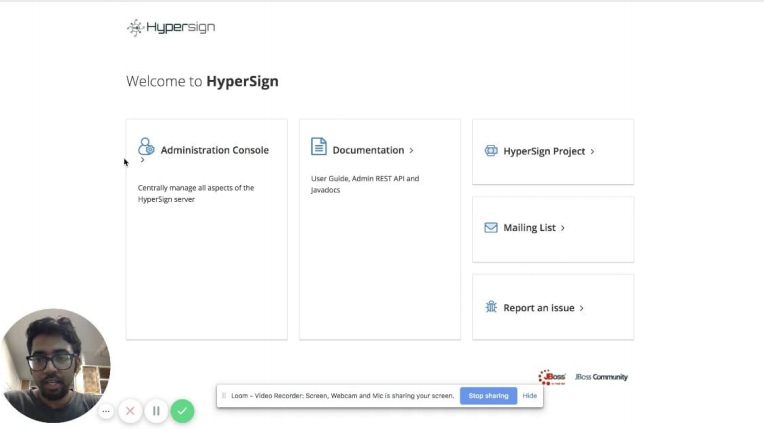 Hypersign
Welcome to HyperSign
Administration Console >
Centrally manage all aspects of the
HyperSign server
Documentation >
User Guide, Admin REST API and
Javadocs
HyperSign Project >
Mailing List >
Report an issue >
JBoss
JBoss Community
Loom - Video Recorder: Screen, Webcam and Mic is sharing your screen.
Stop sharing
Hide